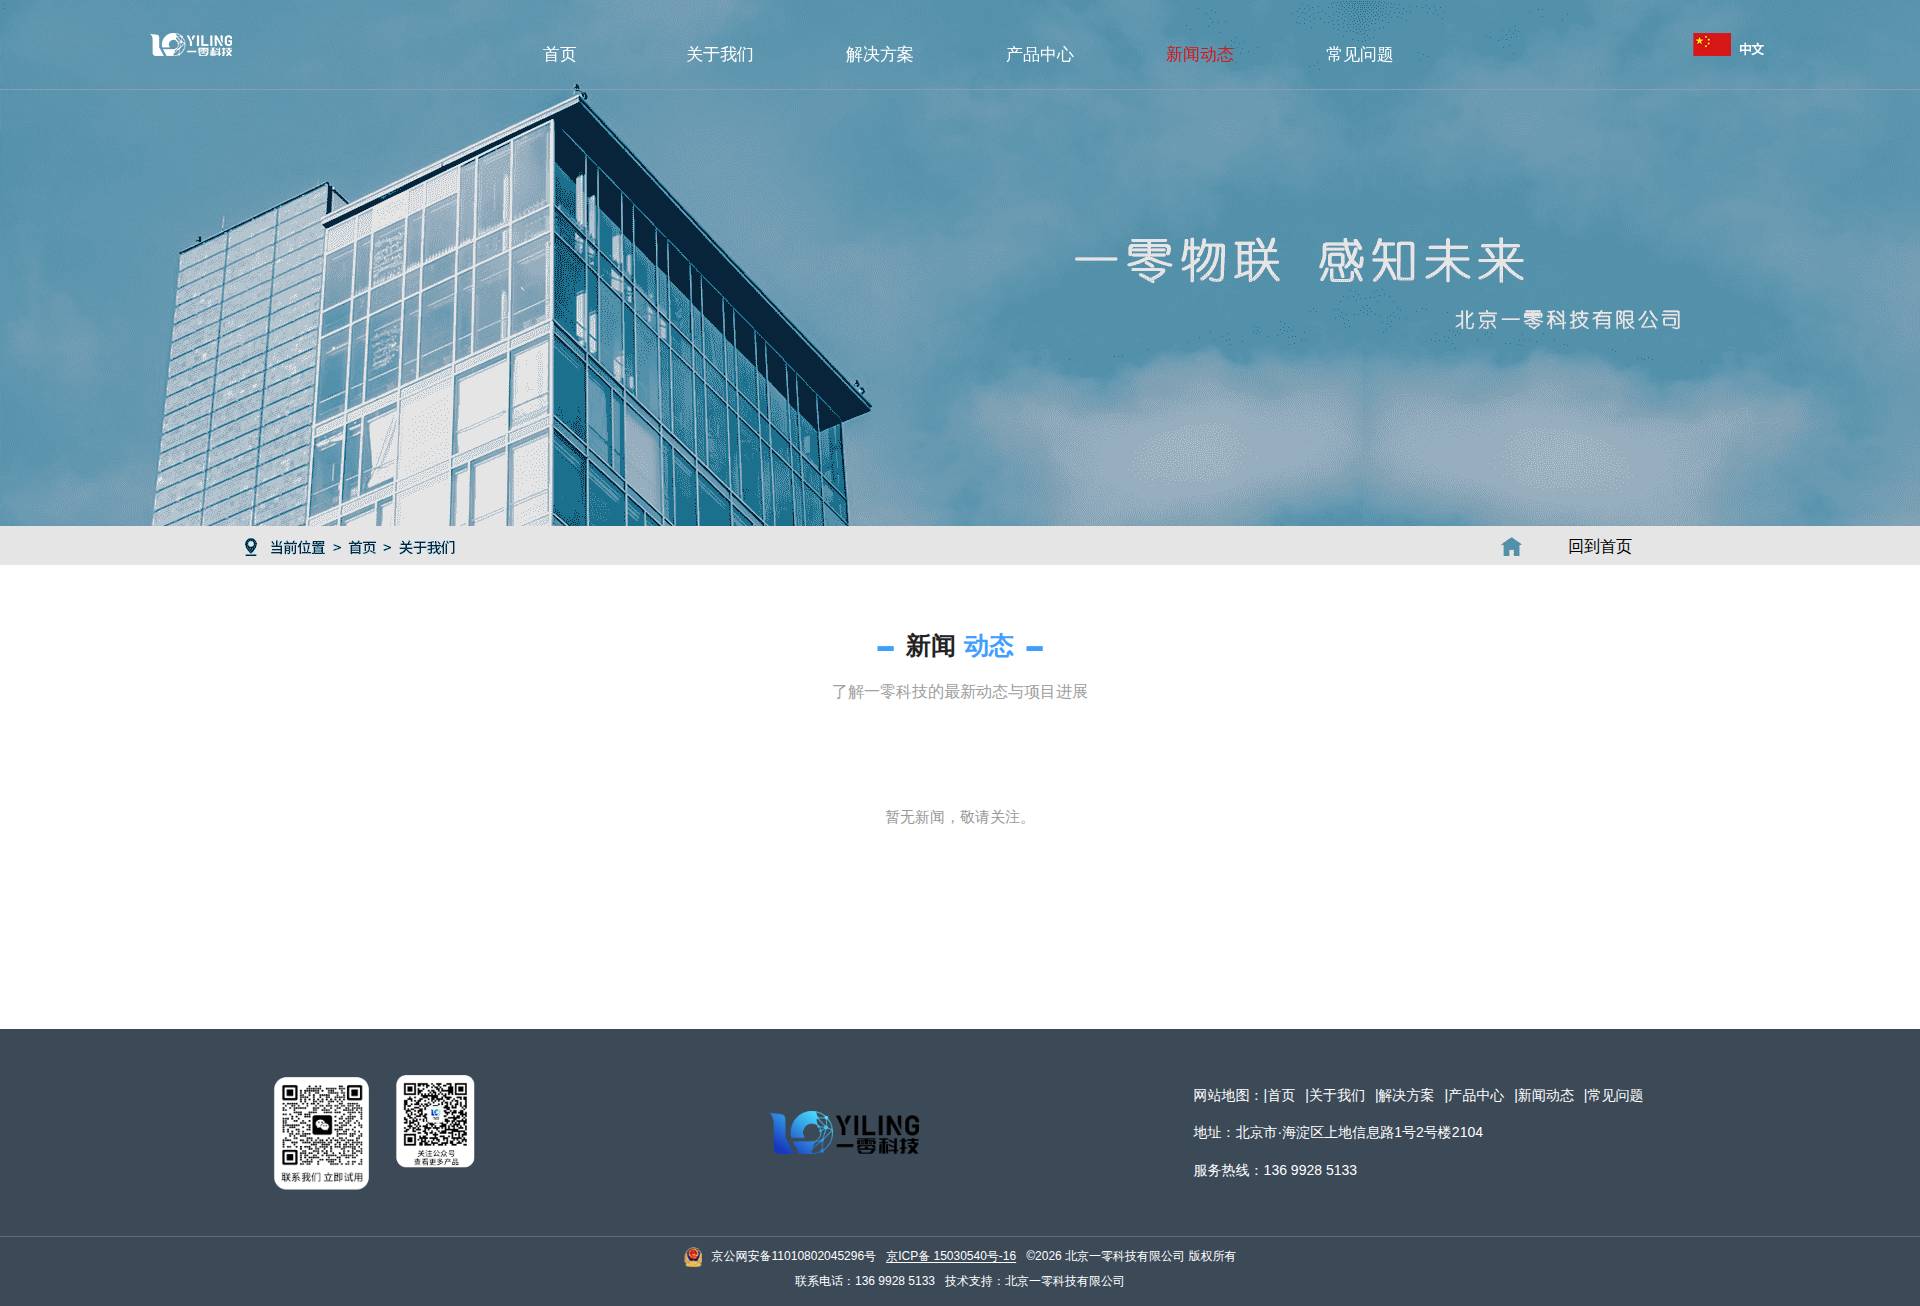 YILING
一零科技
首页 关于我们 解决方案 产品中心 新闻动态 常见问题
中文
一零物联 感知未来
北京一零科技有限公司
当前位置 > 首页 > 关于我们
回到首页
新闻 动态
了解一零科技的最新动态与项目进展
暂无新闻，敬请关注。
联系我们 立即试用
关注公众号
查看更多产品
YILING
一零科技
网站地图：|首页 |关于我们 |解决方案 |产品中心 |新闻动态 |常见问题
地址：北京市·海淀区上地信息路1号2号楼2104
服务热线：136 9928 5133
京公网安备11010802045296号 京ICP备 15030540号-16 ©2026 北京一零科技有限公司 版权所有
联系电话：136 9928 5133 技术支持：北京一零科技有限公司